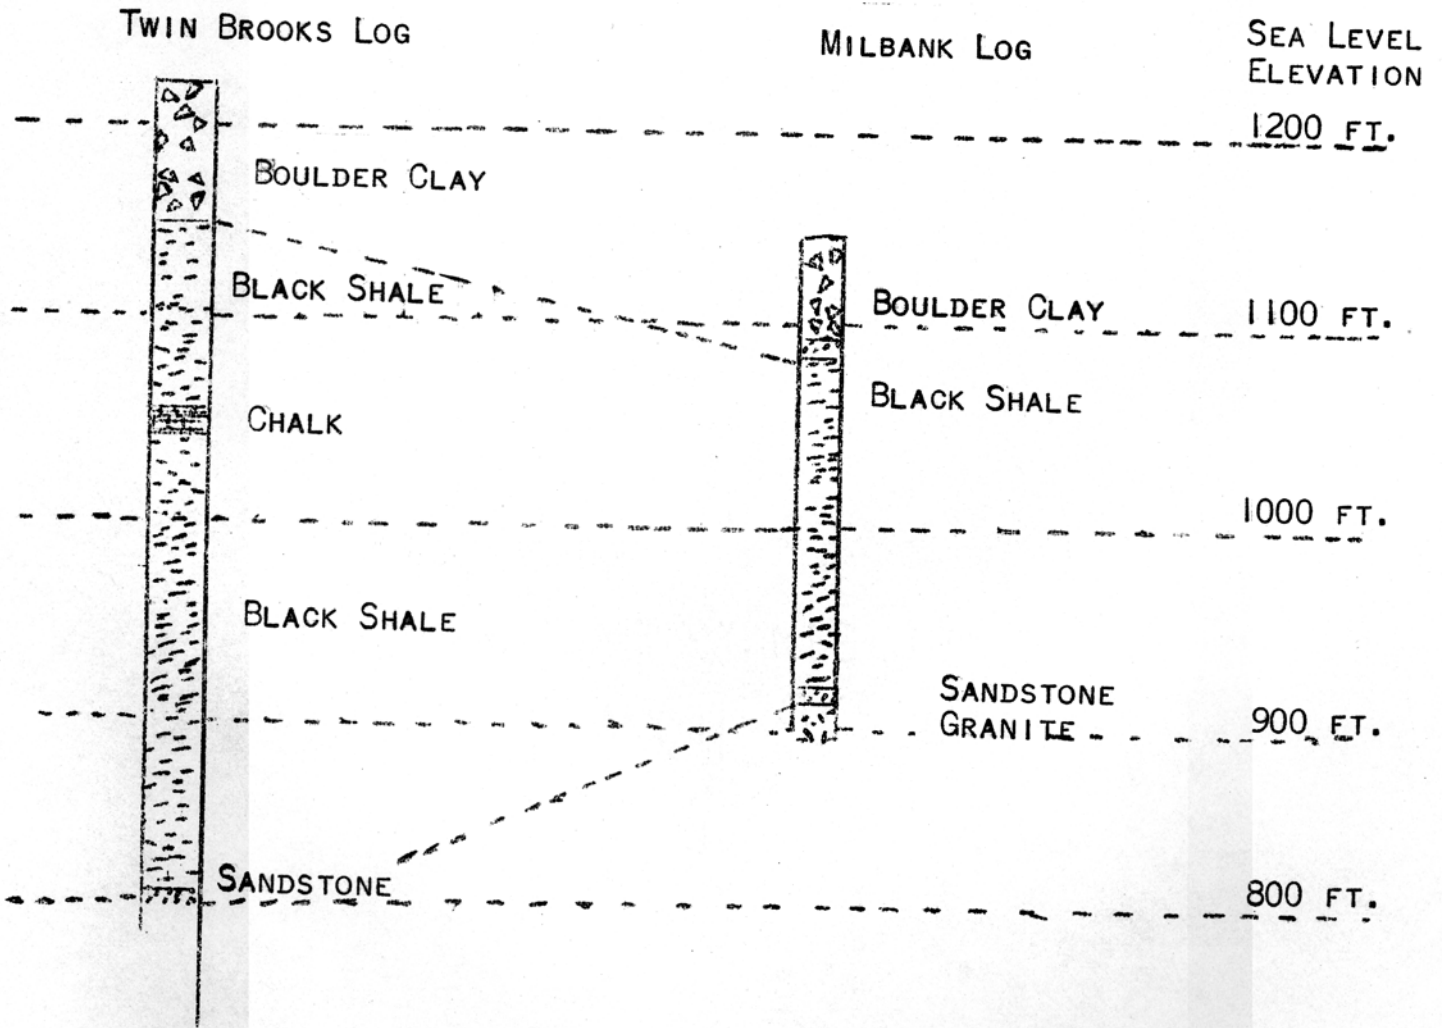 TWIN BROOKS LOG
MILBANK LOG
SEA LEVEL
ELEVATION
1200 FT.
BOULDER CLAY
BLACK SHALE
BOULDER CLAY
1100 FT.
BLACK SHALE
CHALK
1000 FT.
BLACK SHALE
SANDSTONE
GRANITE
900 FT.
SANDSTONE
800 FT.